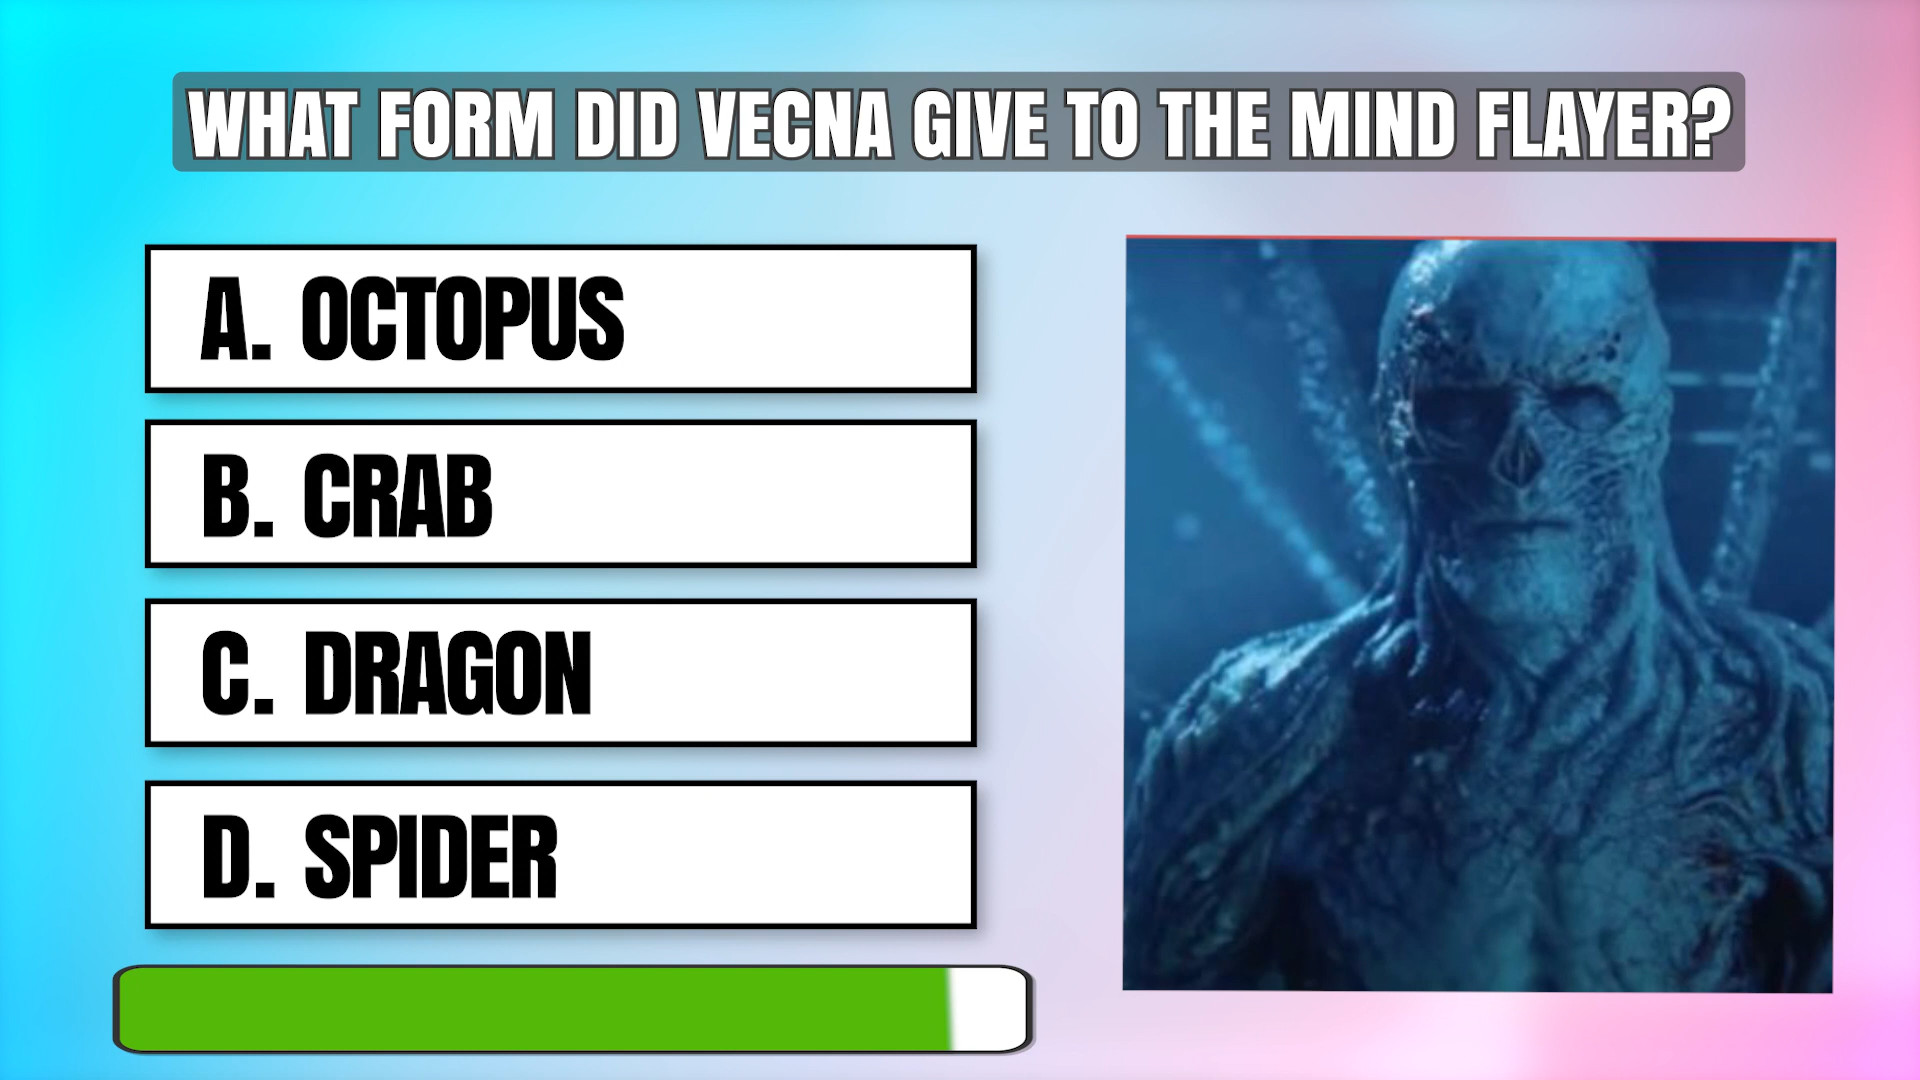 WHAT FORM DID VECNA GIVE TO THE MIND FLAYER?
A. OCTOPUS
B. CRAB
C. DRAGON
D. SPIDER